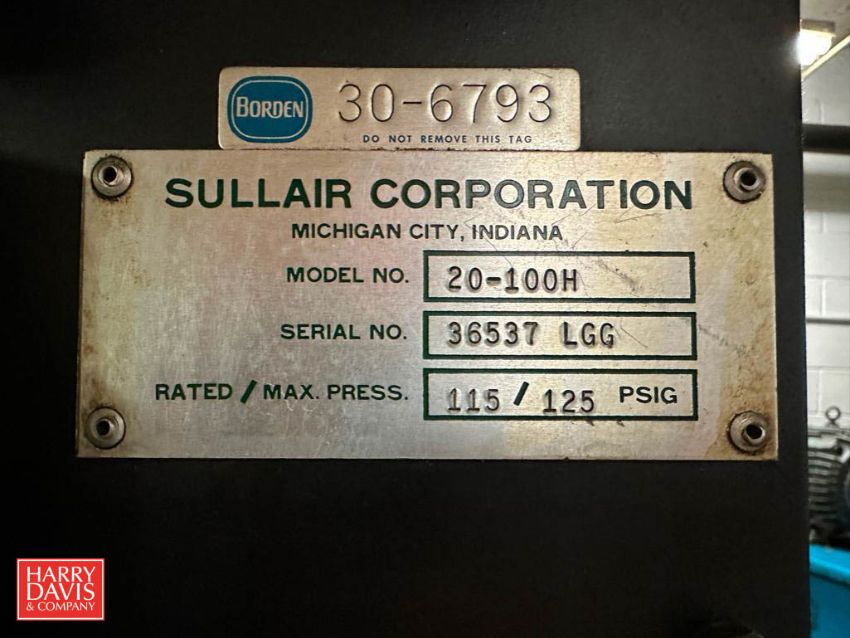 BORDEN 30-6793
DO NOT REMOVE THIS TAG
SULLAIR CORPORATION
MICHIGAN CITY, INDIANA
MODEL NO. 20-100H
SERIAL NO. 36537 LGG
RATED / MAX. PRESS. 115 / 125 PSIG
HARRY
DAVIS
& COMPANY